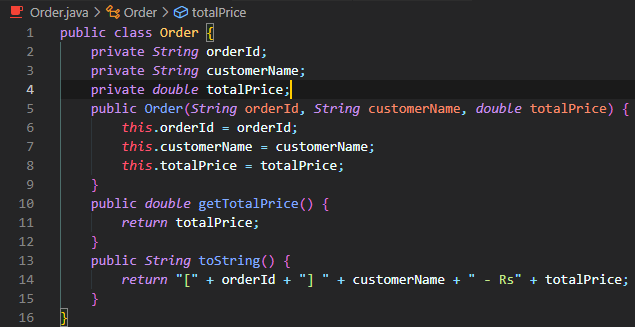 Order.java > Order > totalPrice
1 public class Order {
2     private String orderId;
3     private String customerName;
4     private double totalPrice;
5     public Order(String orderId, String customerName, double totalPrice) {
6         this.orderId = orderId;
7         this.customerName = customerName;
8         this.totalPrice = totalPrice;
9     }
10     public double getTotalPrice() {
11         return totalPrice;
12     }
13     public String toString() {
14         return "[" + orderId + "] " + customerName + " - Rs" + totalPrice;
15     }
16 }